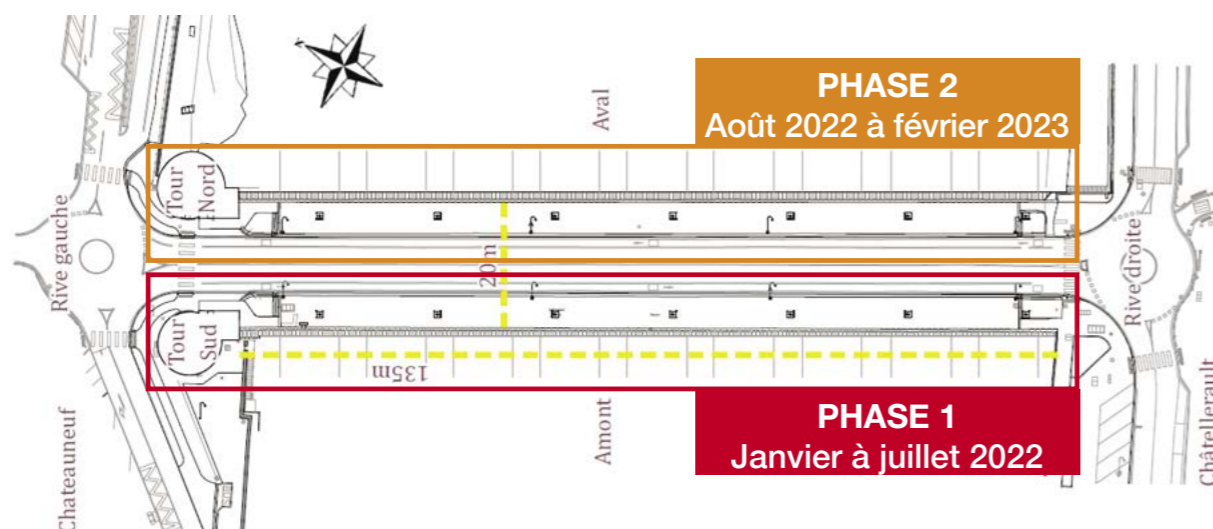 PHASE 2
Août 2022 à février 2023
Aval
Tour
Nord
Rive gauche
20m
Rive droite
Tour
Sud
135m
PHASE 1
Janvier à juillet 2022
Amont
Chateauneuf
Châtellerault